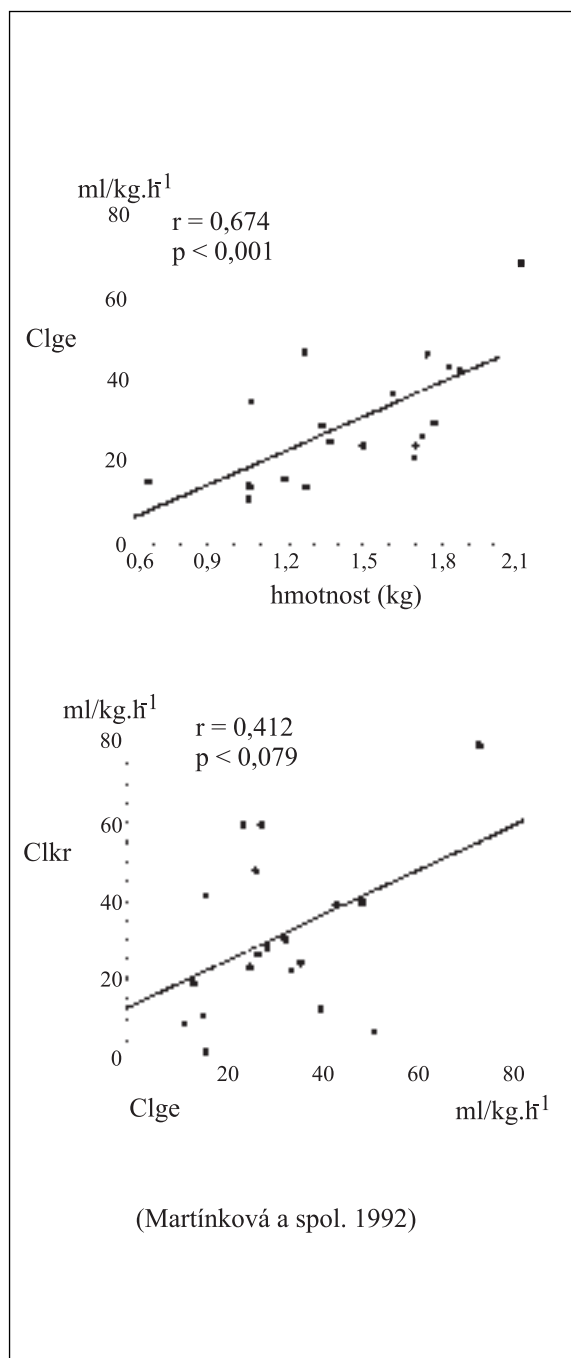 ml/kg.h-1
80
r = 0,674
p < 0,001
60
Clge
40
20
0
0,6 0,9 1,2 1,5 1,8 2,1
hmotnost (kg)
ml/kg.h-1
80
r = 0,412
p < 0,079
60
Clkr
40
20
0
20 40 60 80
Clge ml/kg.h-1
(Martínková a spol. 1992)